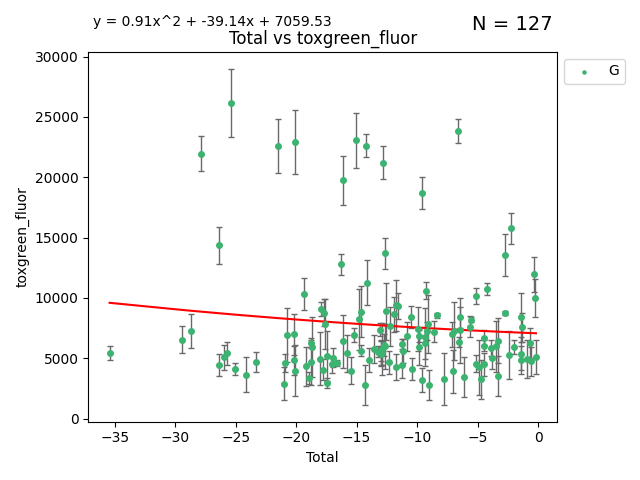 y = 0.91x^2 + -39.14x + 7059.53
N = 127
Total vs toxgreen_fluor
G
30000
25000
20000
15000
10000
5000
0
toxgreen_fluor
−35 −30 −25 −20 −15 −10 −5 0
Total